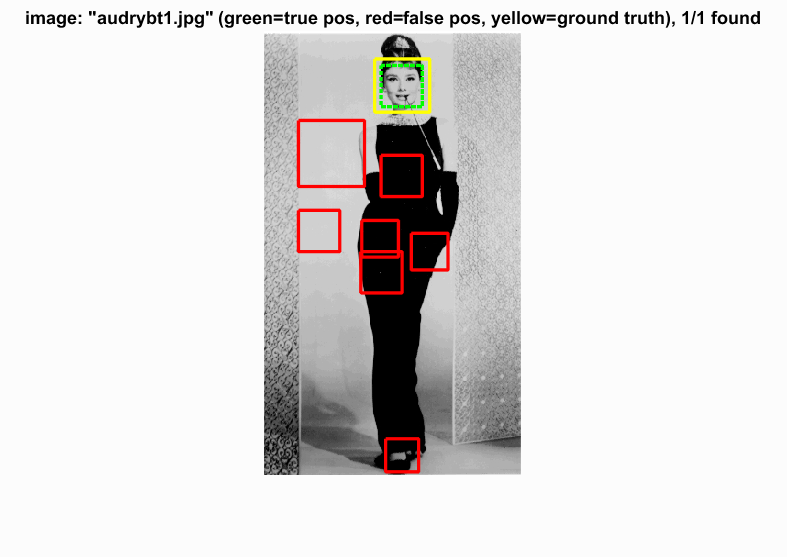 image: "audrybt1.jpg" (green=true pos, red=false pos, yellow=ground truth), 1/1 found